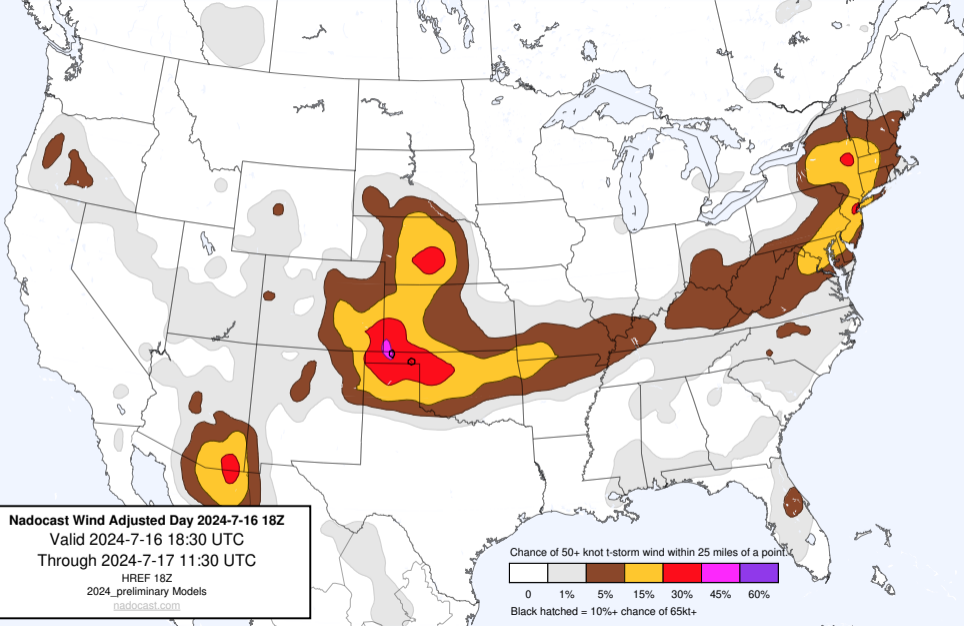 Nadocast Wind Adjusted Day 2024-7-16 18Z
Valid 2024-7-16 18:30 UTC
Through 2024-7-17 11:30 UTC
HREF 18Z
2024_preliminary Models
nadocast.com
Chance of 50+ knot t-storm wind within 25 miles of a point.
0 1% 5% 15% 30% 45% 60%
Black hatched = 10%+ chance of 65kt+